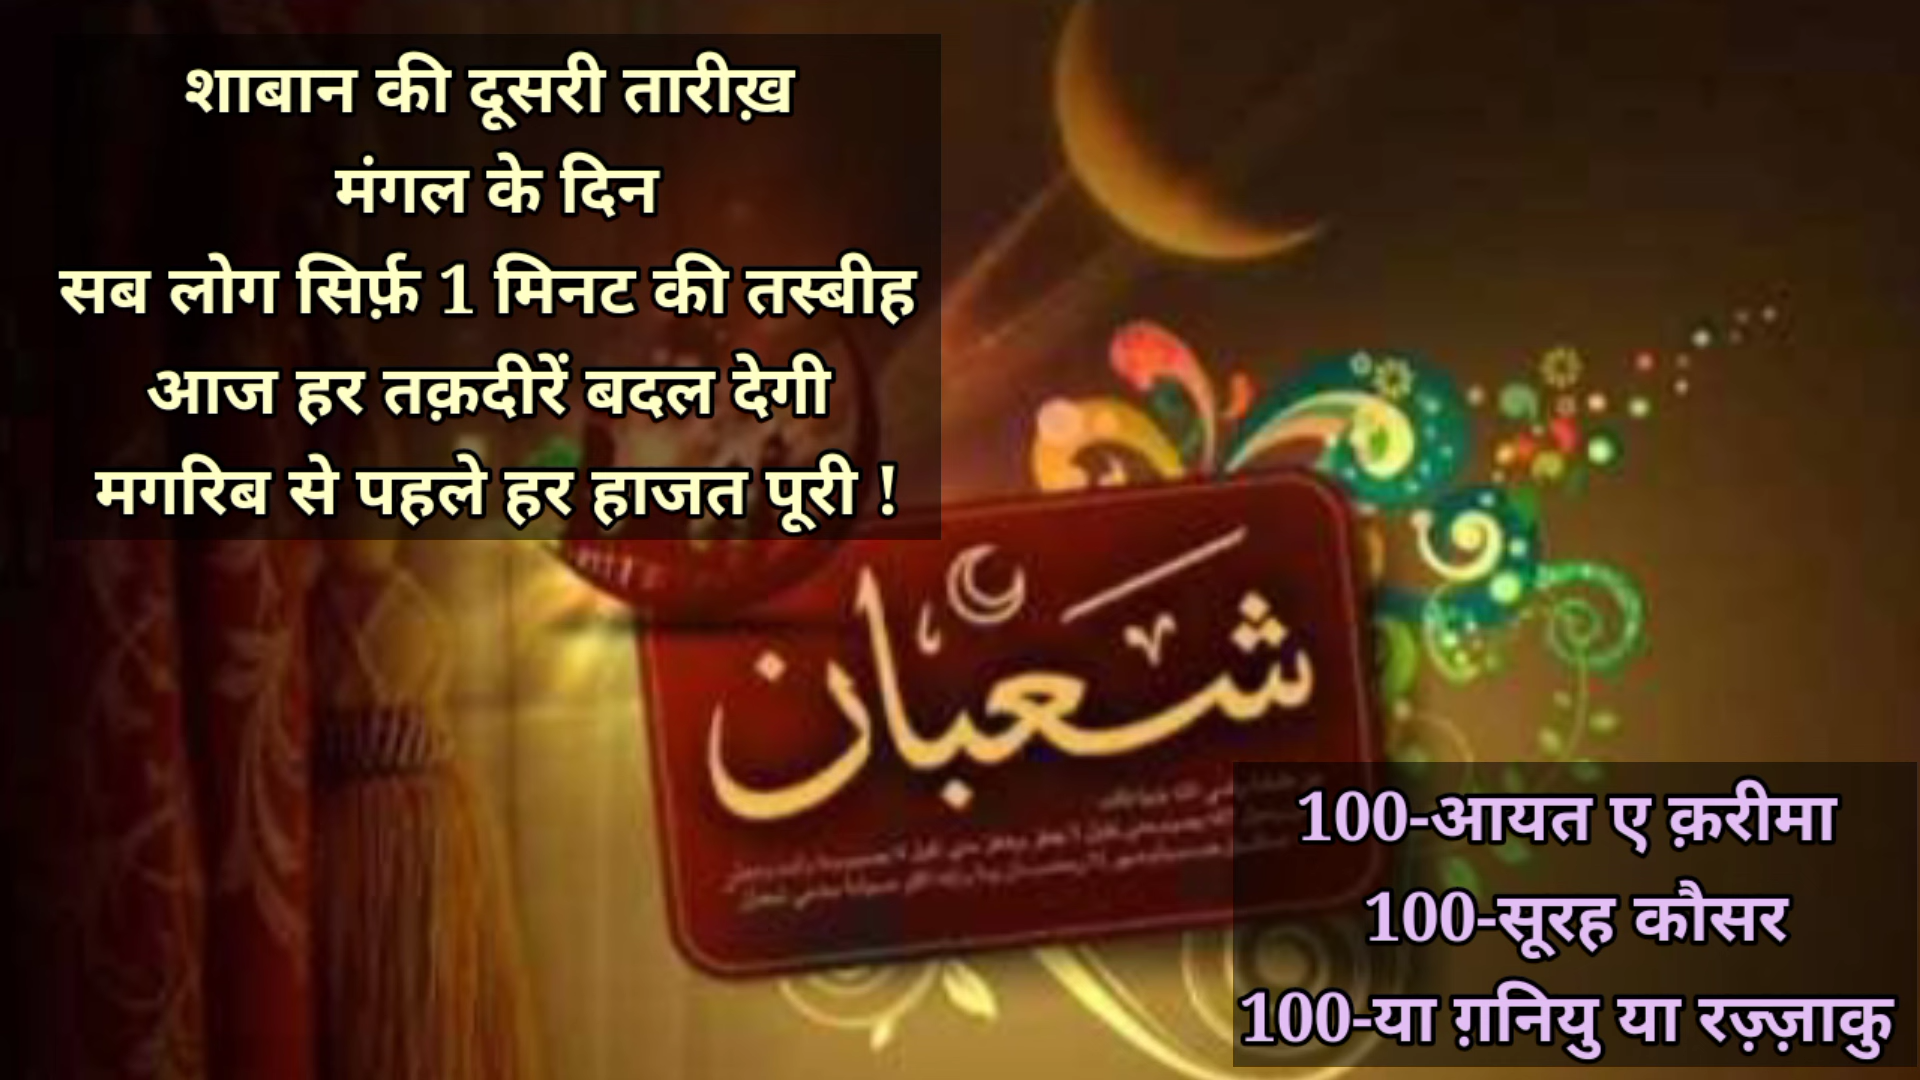 शाबान की दूसरी तारीख़
मंगल के दिन
सब लोग सिर्फ़ 1 मिनट की तस्बीह
आज हर तक़दीरें बदल देगी
मगरिब से पहले हर हाजत पूरी !
شعبان
100-आयत ए क़रीमा
100-सूरह कौसर
100-या ग़नियु या रज़्ज़ाकु